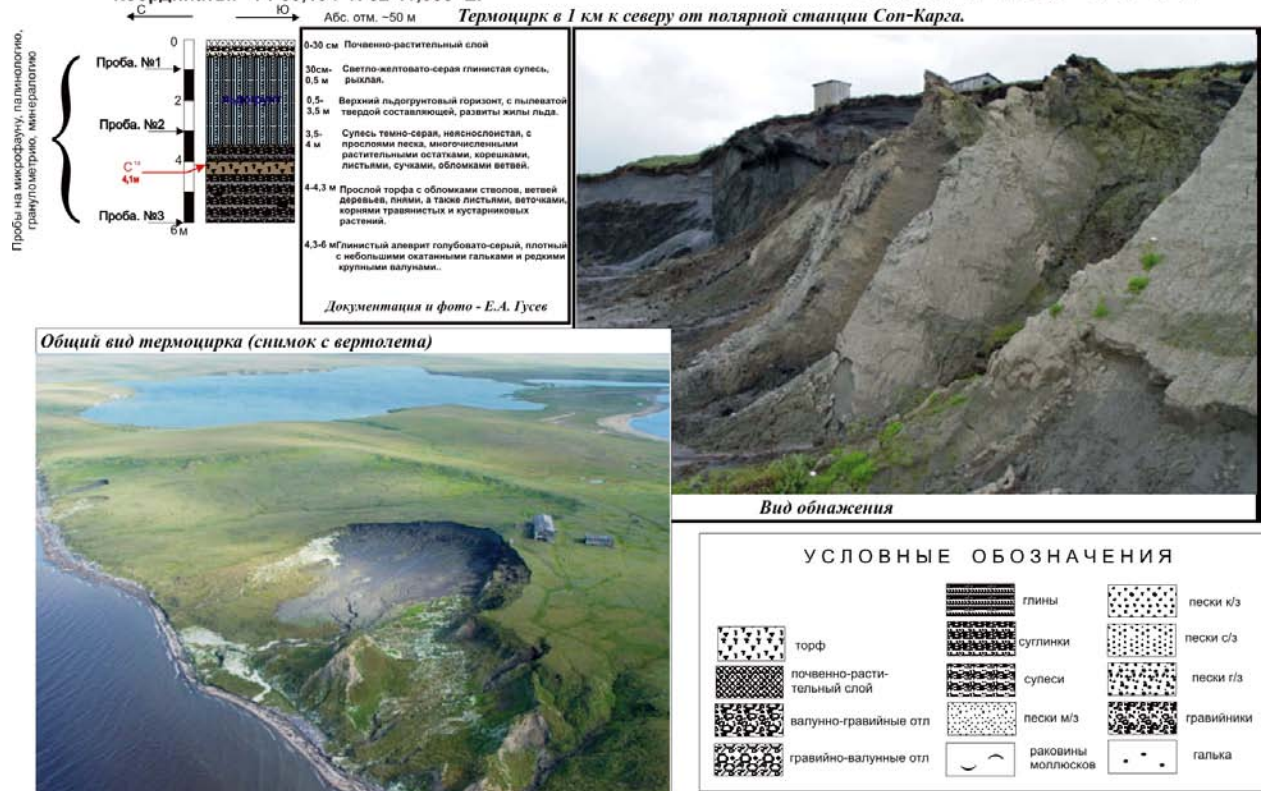 С
Ю
Абс. отм. ~50 м
Термоцирк в 1 км к северу от полярной станции Соп-Карга.
Пробы на микрофауну, палинологию,
гранулометрию, минералогию
0
Проба. №1
2
Проба. №2
4
С
4,1м
Проба. №3
6м
льдогрунт
0-30 см Почвенно-растительный слой
30см- Светло-желтовато-серая глинистая супесь,
0,5 м рыхлая.
0,5- Верхний льдогрунтовый горизонт, с пылеватой
3,5 м твердой составляющей, развиты жилы льда.
3,5- Супесь темно-серая, неяснослоистая, с
4 м прослоями песка, многочисленными
растительными остатками, корешками,
листьями, сучками, обломками ветвей.
4-4,3 м Прослой торфа с обломками стволов, ветвей
деревьев, пнями, а также листьями, веточками,
корнями травянистых и кустарниковых
растений.
4,3-6 м Глинистый алеврит голубовато-серый, плотный
с небольшими окатанными гальками и редкими
крупными валунами..
Документация и фото - Е.А. Гусев
Общий вид термоцирка (снимок с вертолета)
Вид обнажения
УСЛОВНЫЕ ОБОЗНАЧЕНИЯ
торф
почвенно-расти-
тельный слой
валунно-гравийные отл
гравийно-валунные отл
глины
суглинки
супеси
пески м/з
раковины
моллюсков
пески к/з
пески с/з
пески г/з
гравийники
галька